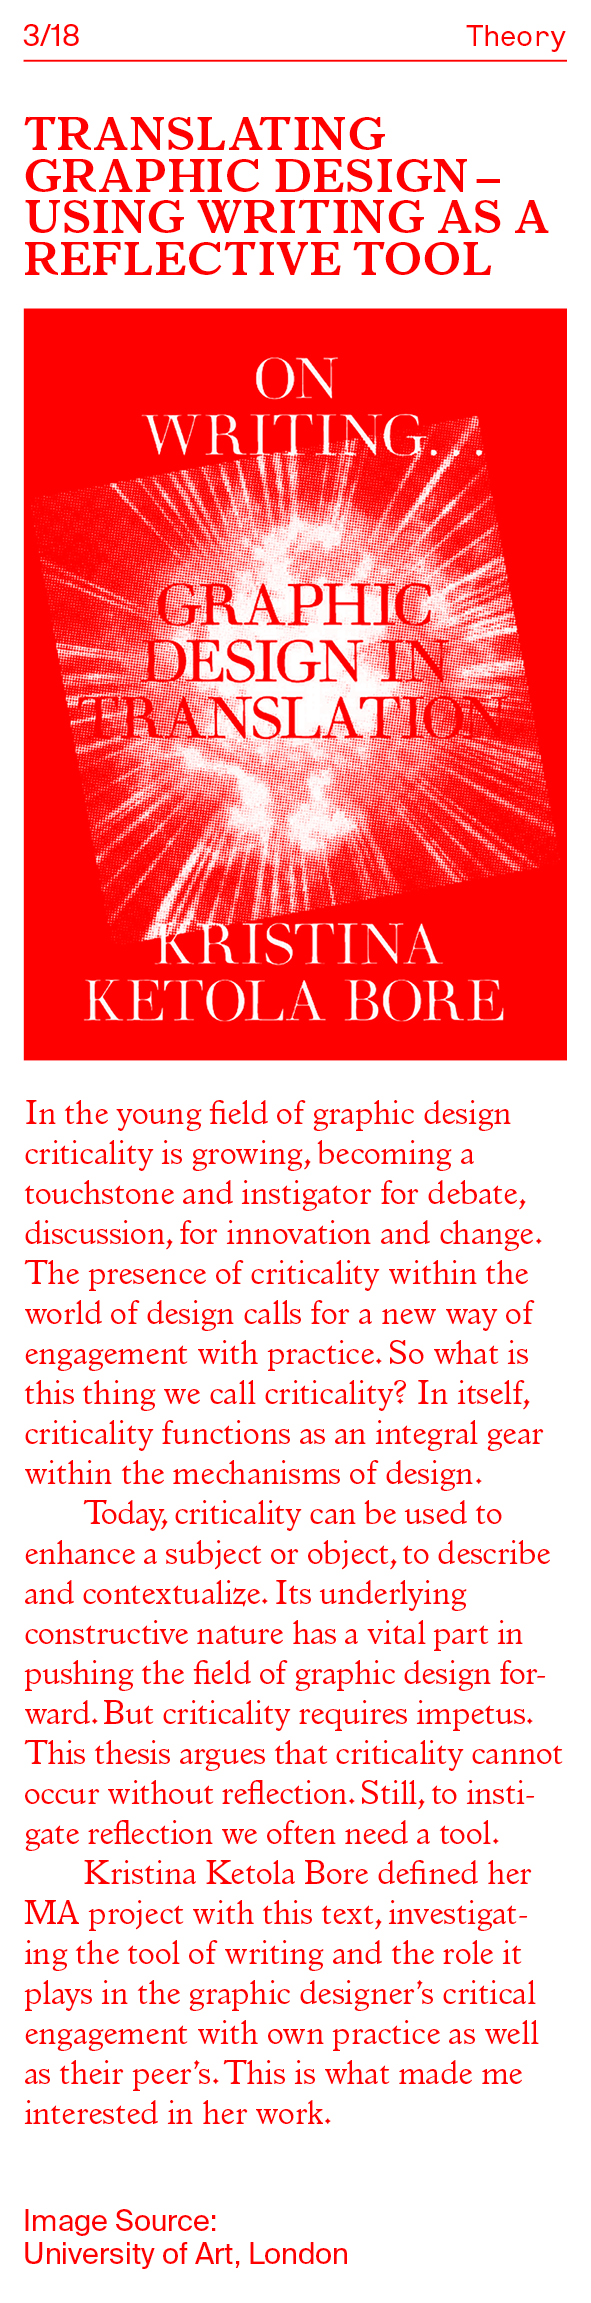 3/18 Theory
TRANSLATING
GRAPHIC DESIGN –
USING WRITING AS A
REFLECTIVE TOOL
ON
WRITING...
GRAPHIC
DESIGN IN
TRANSLATION
KRISTINA
KETOLA BORE
In the young field of graphic design
criticality is growing, becoming a
touchstone and instigator for debate,
discussion, for innovation and change.
The presence of criticality within the
world of design calls for a new way of
engagement with practice. So what is
this thing we call criticality? In itself,
criticality functions as an integral gear
within the mechanisms of design.
Today, criticality can be used to
enhance a subject or object, to describe
and contextualize. Its underlying
constructive nature has a vital part in
pushing the field of graphic design for-
ward. But criticality requires impetus.
This thesis argues that criticality cannot
occur without reflection. Still, to insti-
gate reflection we often need a tool.
Kristina Ketola Bore defined her
MA project with this text, investigat-
ing the tool of writing and the role it
plays in the graphic designer’s critical
engagement with own practice as well
as their peer’s. This is what made me
interested in her work.
Image Source:
University of Art, London